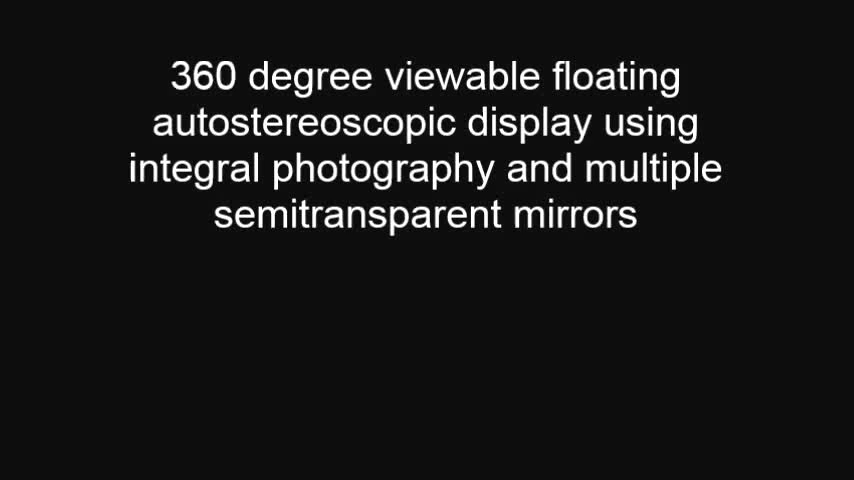 360 degree viewable floating
autostereoscopic display using
integral photography and multiple
semitransparent mirrors